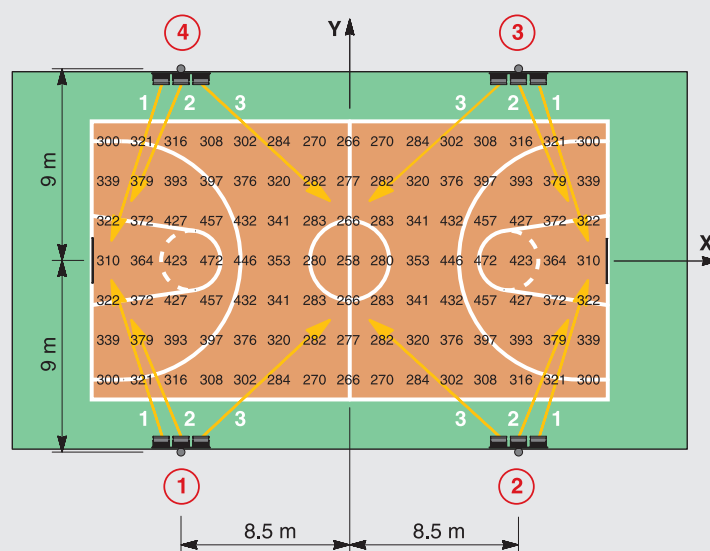 4 Y 3
1 2 3 3 2 1
300 321 316 308 302 284 270 266 270 284 302 308 316 321 300
339 379 393 397 376 320 282 277 282 320 376 397 393 379 339
9 m
322 372 427 457 432 341 283 266 283 341 432 457 427 372 322
X
310 364 423 472 446 353 280 258 280 353 446 472 423 364 310
322 372 427 457 432 341 283 266 283 341 432 457 427 372 322
9 m
339 379 393 397 376 320 282 277 282 320 376 397 393 379 339
300 321 316 308 302 284 270 266 270 284 302 308 316 321 300
1 2 3 3 2 1
1 2
8.5 m 8.5 m